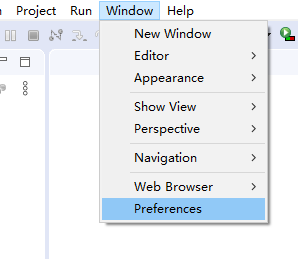 Project Run Window Help
New Window
Editor
Appearance
Show View
Perspective
Navigation
Web Browser
Preferences